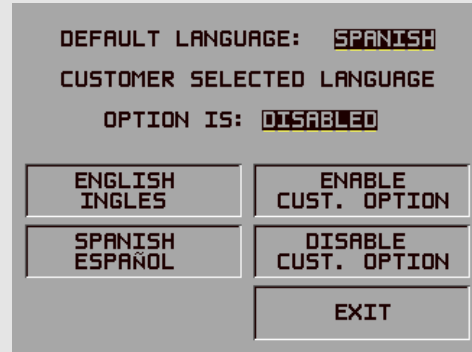 DEFAULT LANGUAGE: SPANISH
CUSTOMER SELECTED LANGUAGE
OPTION IS: DISABLED
ENGLISH
INGLES
ENABLE
CUST. OPTION
SPANISH
ESPAÑOL
DISABLE
CUST. OPTION
EXIT